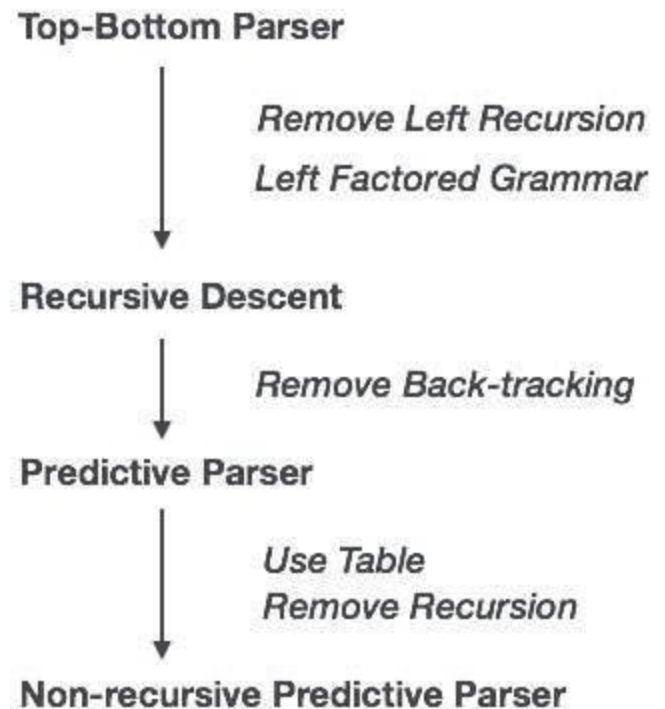 Top-Bottom Parser
Remove Left Recursion
Left Factored Grammar
Recursive Descent
Remove Back-tracking
Predictive Parser
Use Table
Remove Recursion
Non-recursive Predictive Parser